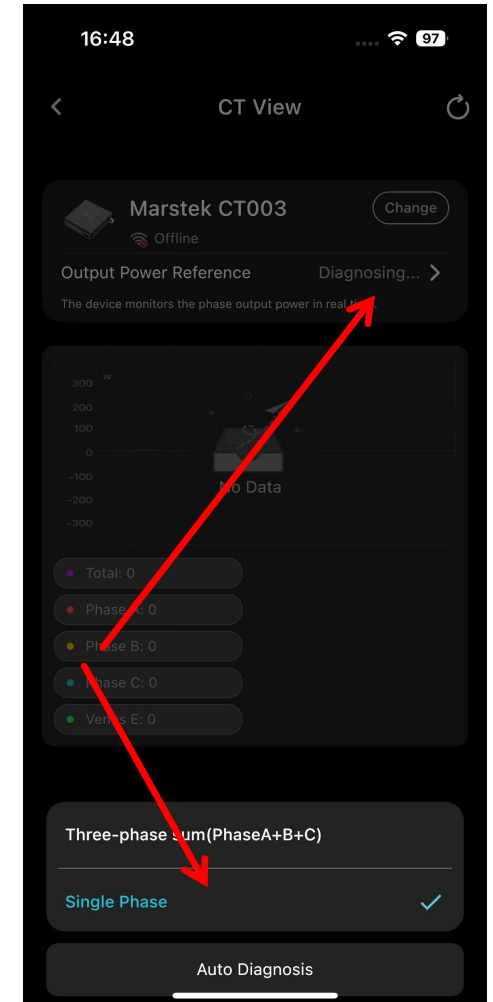 16:48
97
CT View
Marstek CT003
Change
Offline
Output Power Reference
Diagnosing...
The device monitors the phase output power in real time.
W
300
200
100
0
-100
-200
-300
No Data
Total: 0
Phase A: 0
Phase B: 0
Phase C: 0
Venus E: 0
Three-phase sum(PhaseA+B+C)
Single Phase
Auto Diagnosis